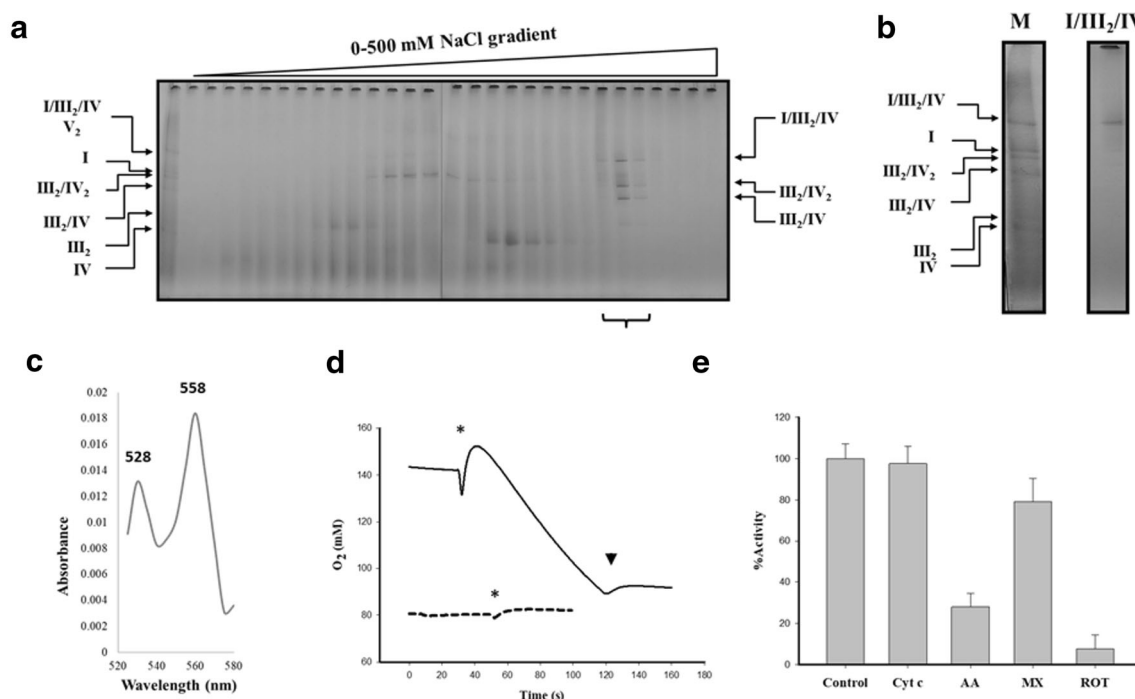 a
0-500 mM NaCl gradient
I/III₂/IV
V₂
I
III₂/IV₂
III₂/IV
III₂
IV
I/III₂/IV
III₂/IV₂
III₂/IV
b
M
I/III₂/IV
I/III₂/IV
I
III₂/IV₂
III₂/IV
III₂
IV
c
Absorbance
0.02
0.018
0.016
0.014
0.012
0.01
0.008
0.006
0.004
0.002
0
528
558
520 540 560 580
Wavelength (nm)
d
O₂ (mM)
160
140
120
100
80
60
*
*
0 20 40 60 80 100 120 140 160 180
Time (s)
e
%Activity
120
100
80
60
40
20
0
Control Cyt c AA MX ROT